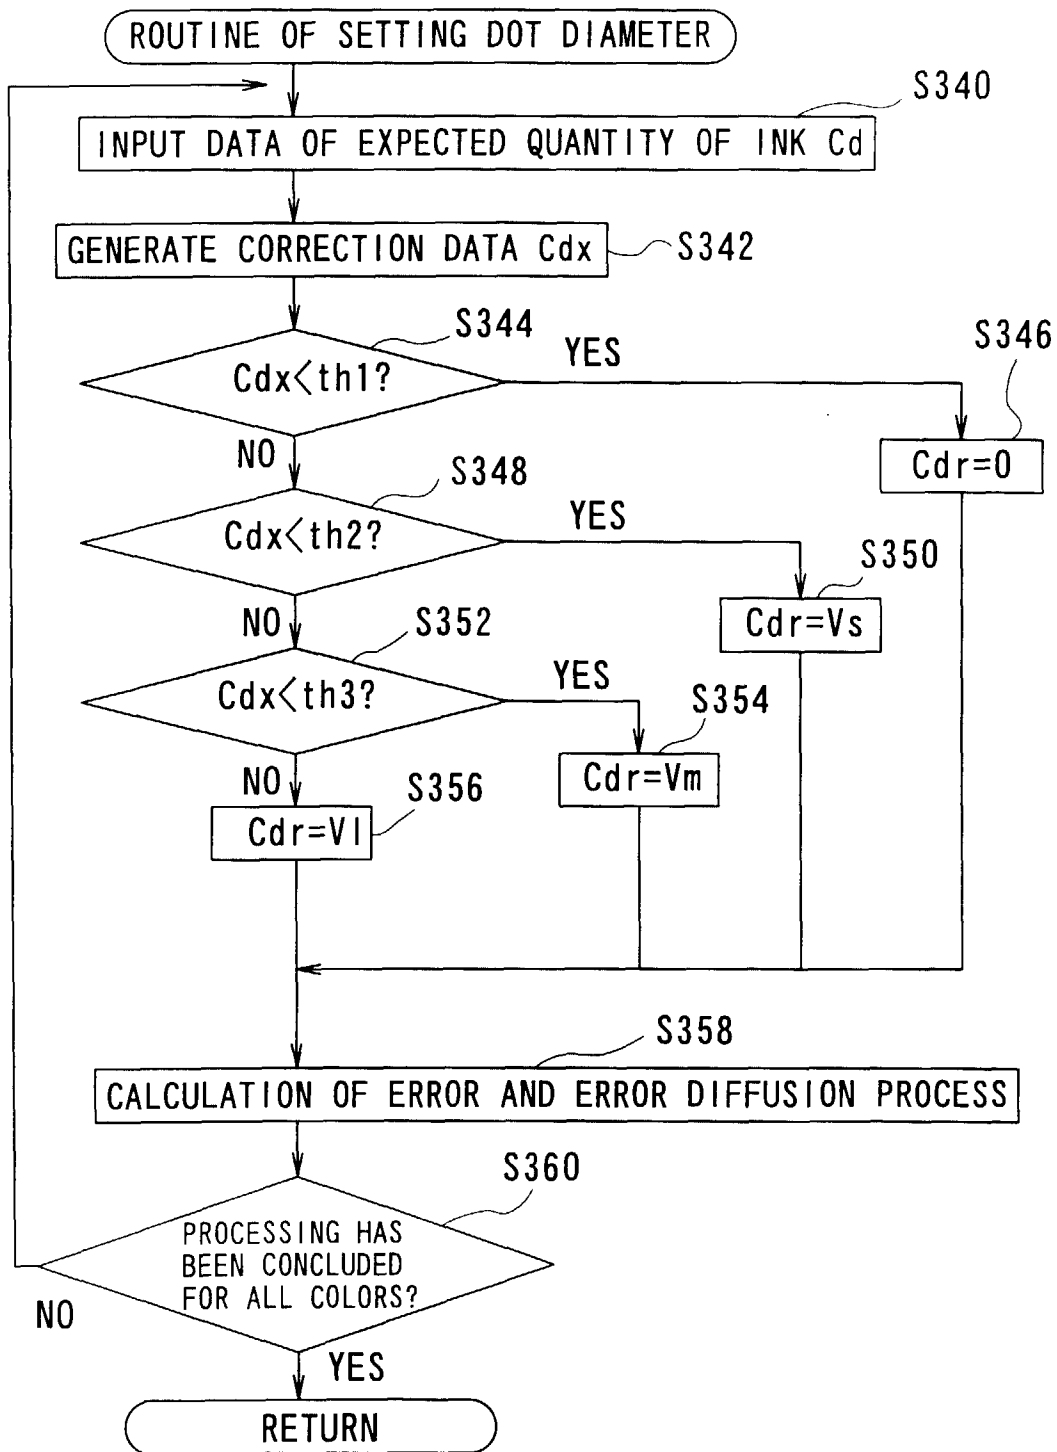 ROUTINE OF SETTING DOT DIAMETER
S340
INPUT DATA OF EXPECTED QUANTITY OF INK Cd
GENERATE CORRECTION DATA Cdx
S342
S344
Cdx<th1?
YES
S346
NO
Cdr=0
S348
Cdx<th2?
YES
S350
NO
Cdr=Vs
S352
Cdx<th3?
YES
S354
NO
Cdr=Vm
S356
Cdr=Vl
S358
CALCULATION OF ERROR AND ERROR DIFFUSION PROCESS
S360
PROCESSING HAS
BEEN CONCLUDED
FOR ALL COLORS?
NO
YES
RETURN